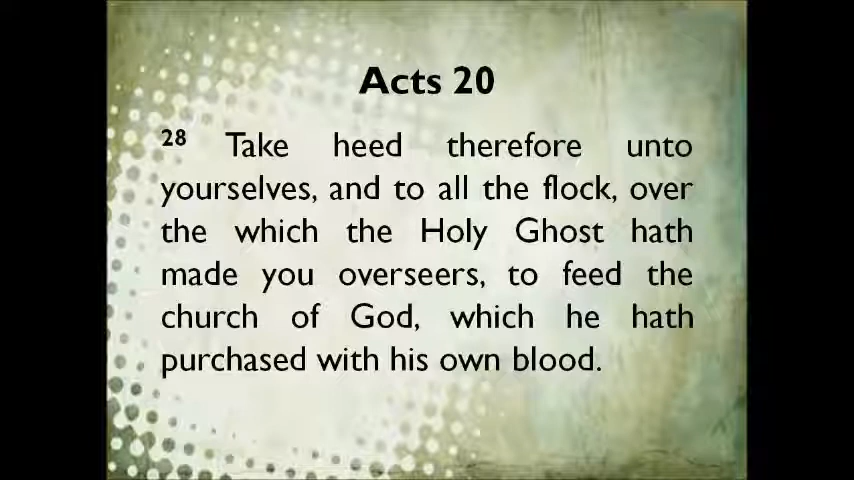 Acts 20
28 Take heed therefore unto
yourselves, and to all the flock, over
the which the Holy Ghost hath
made you overseers, to feed the
church of God, which he hath
purchased with his own blood.